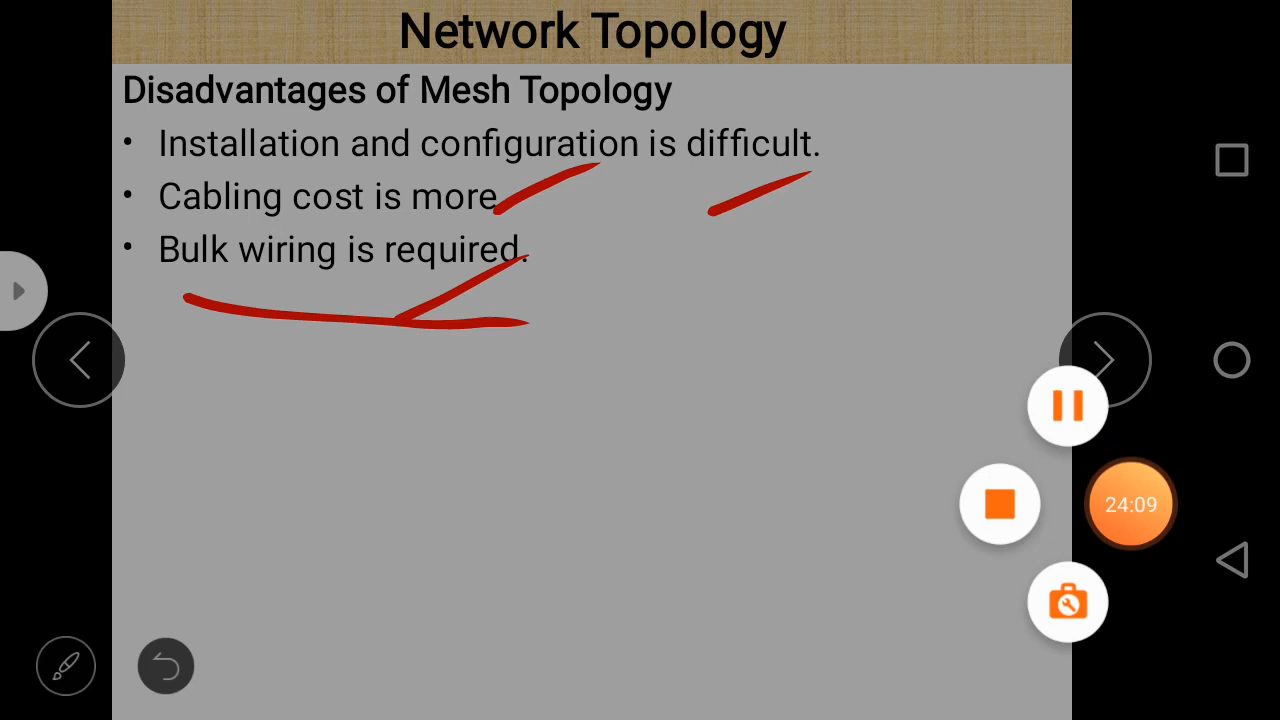 Network Topology
Disadvantages of Mesh Topology
• Installation and configuration is difficult.
• Cabling cost is more.
• Bulk wiring is required.
24:09